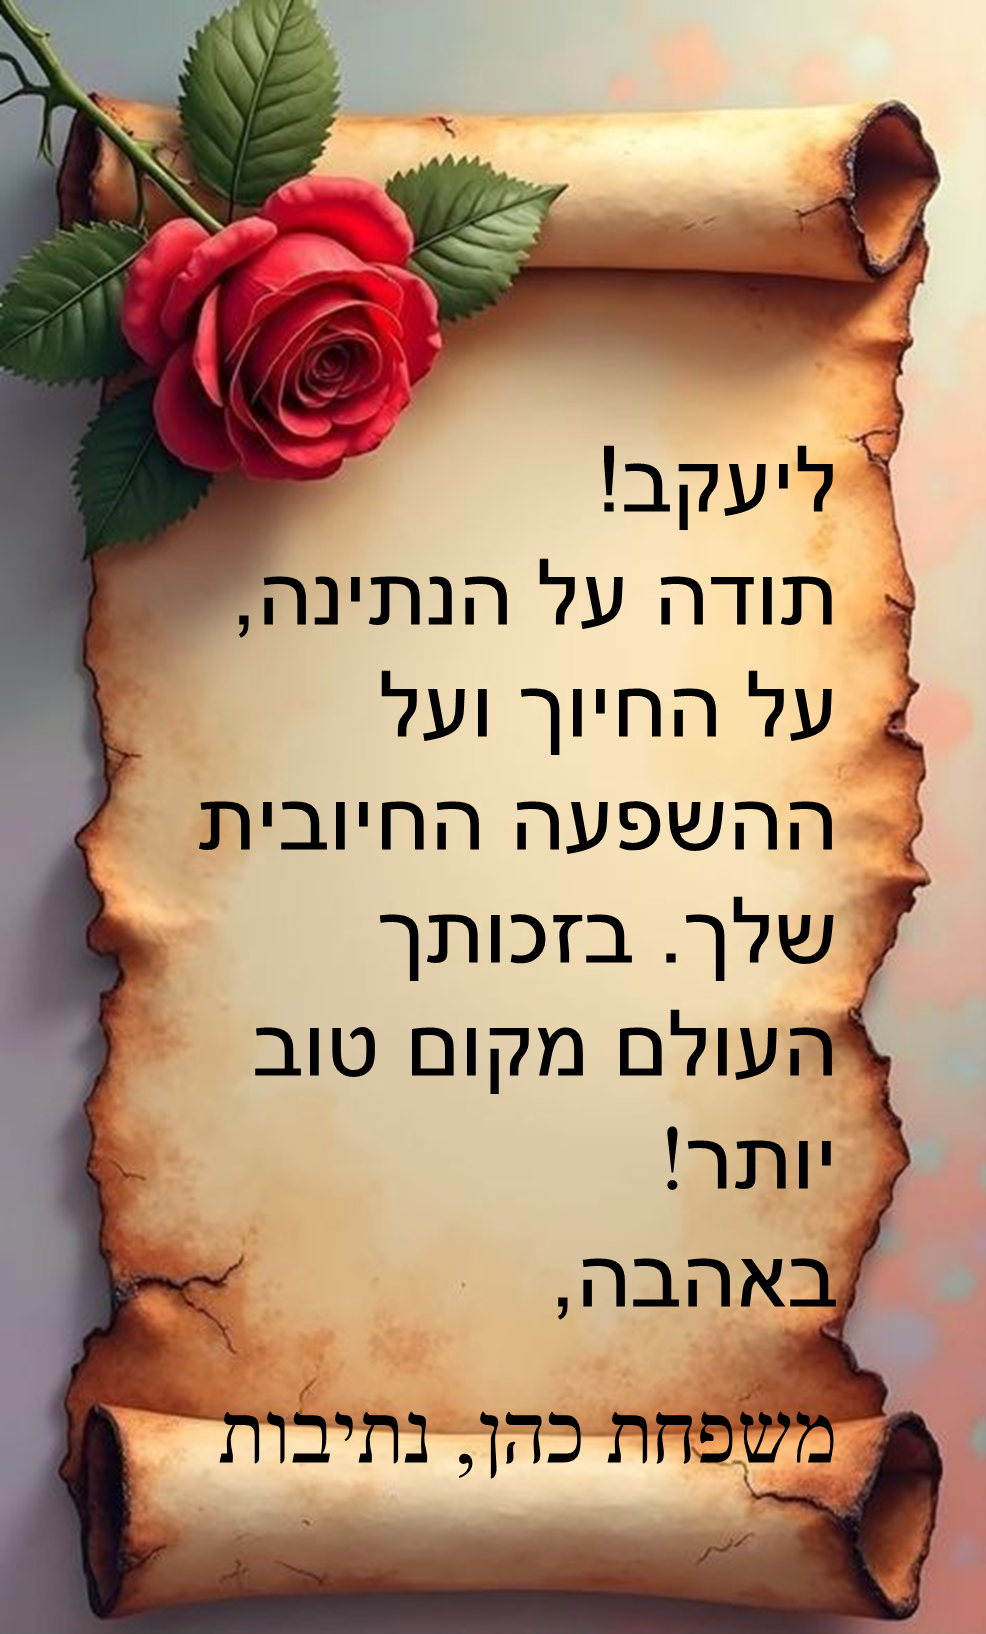 ליעקב!
תודה על הנתינה,
על החיוך ועל
ההשפעה החיובית
שלך. בזכותך
העולם מקום טוב
יותר!
באהבה,
משפחת כהן, נתיבות